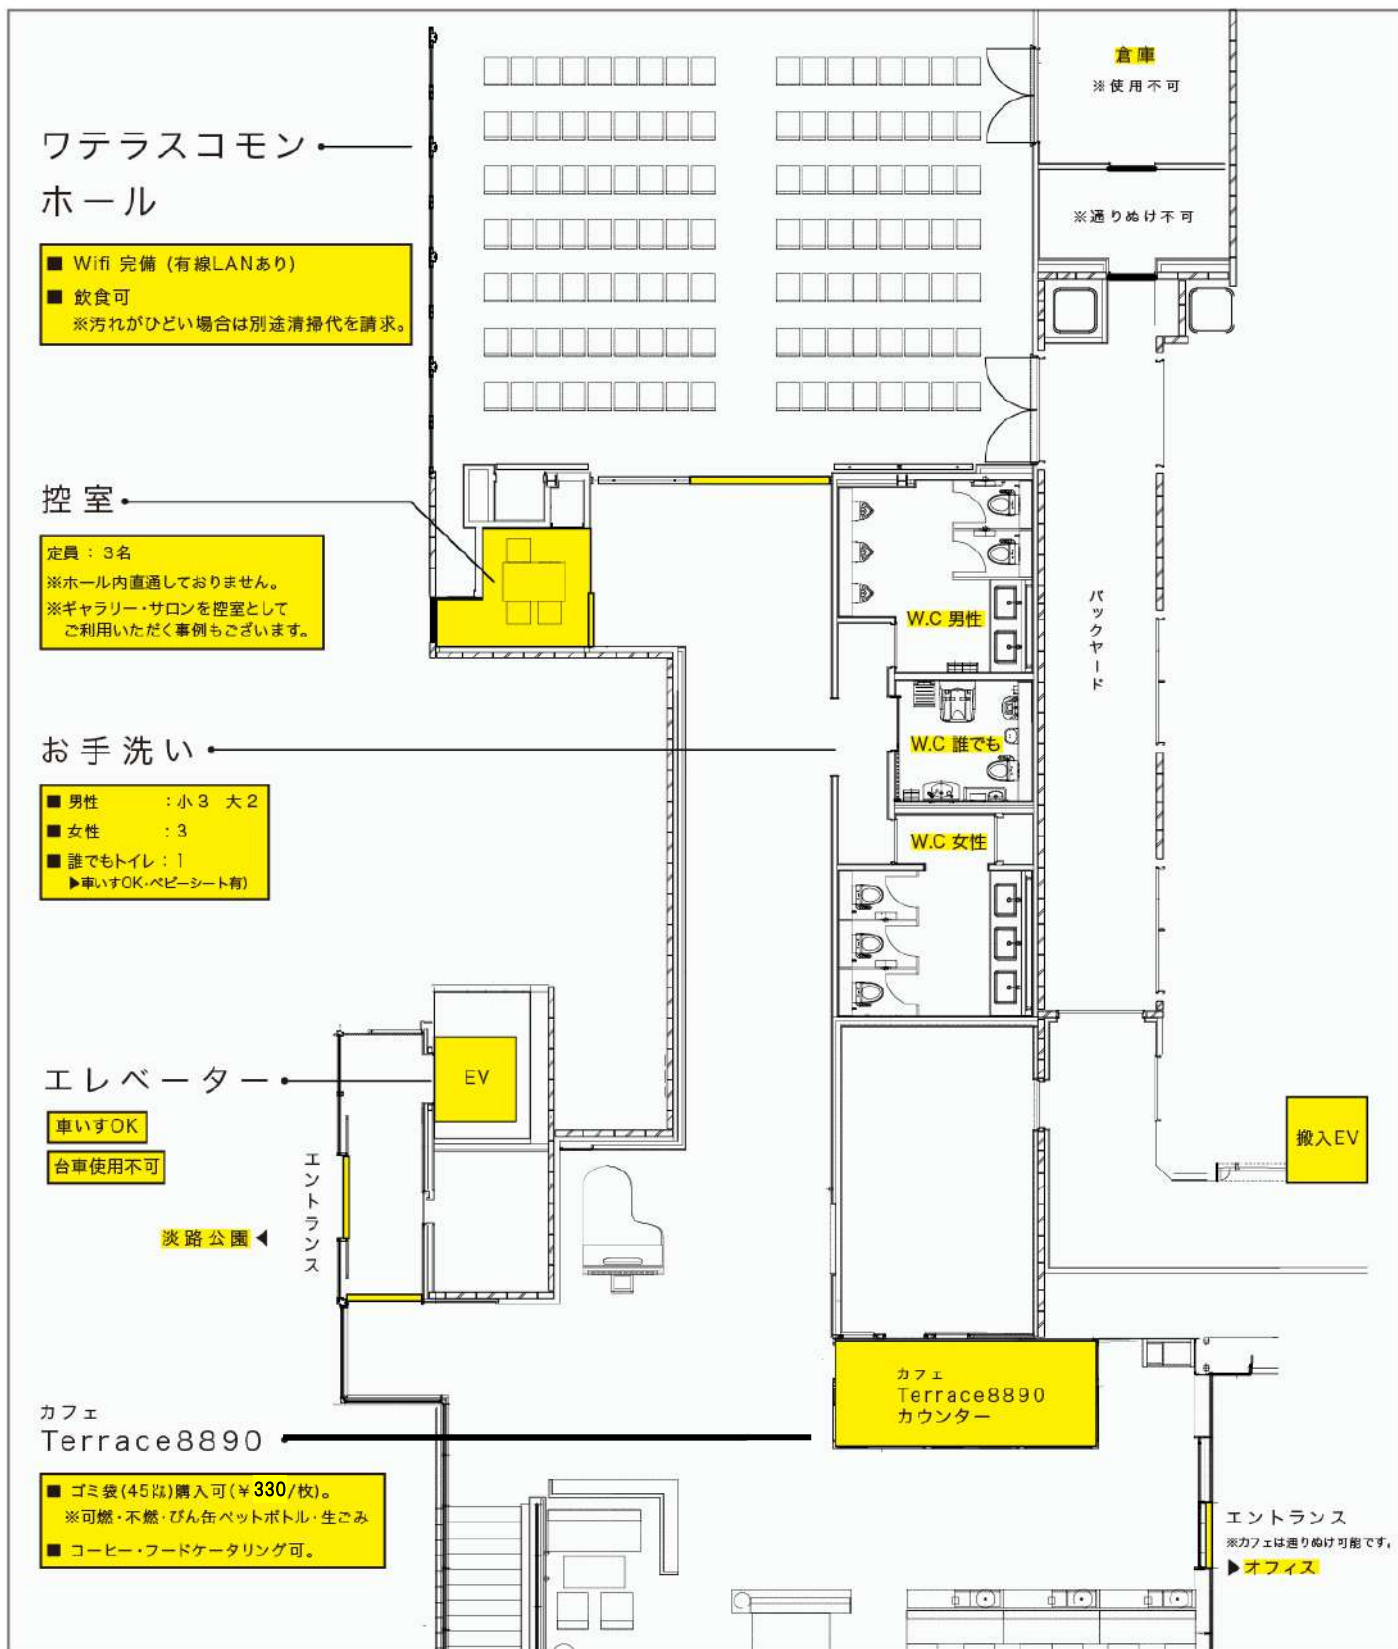 ワテラスコモン
ホール
■ Wifi 完備 (有線LANあり)
■ 飲食可
※汚れがひどい場合は別途清掃代を請求。
倉庫
※使用不可
※通りぬけ不可
控室
定員：3名
※ホール内直通しておりません。
※ギャラリー・サロンを控室として
ご利用いただく事例もございます。
W.C 男性
バックヤード
お手洗い
■ 男性 ：小3 大2
■ 女性 ：3
■ 誰でもトイレ：1
▶車いすOK・ベビーシート有)
W.C 誰でも
W.C 女性
エレベーター
車いすOK
台車使用不可
EV
搬入EV
エントランス
淡路公園 ◀
カフェ
Terrace8890
カウンター
カフェ
Terrace8890
■ ゴミ袋(45㍑)購入可(¥330/枚)。
※可燃・不燃・びん缶ペットボトル・生ごみ
■ コーヒー・フードケータリング可。
エントランス
※カフェは通りぬけ可能です。
▶オフィス